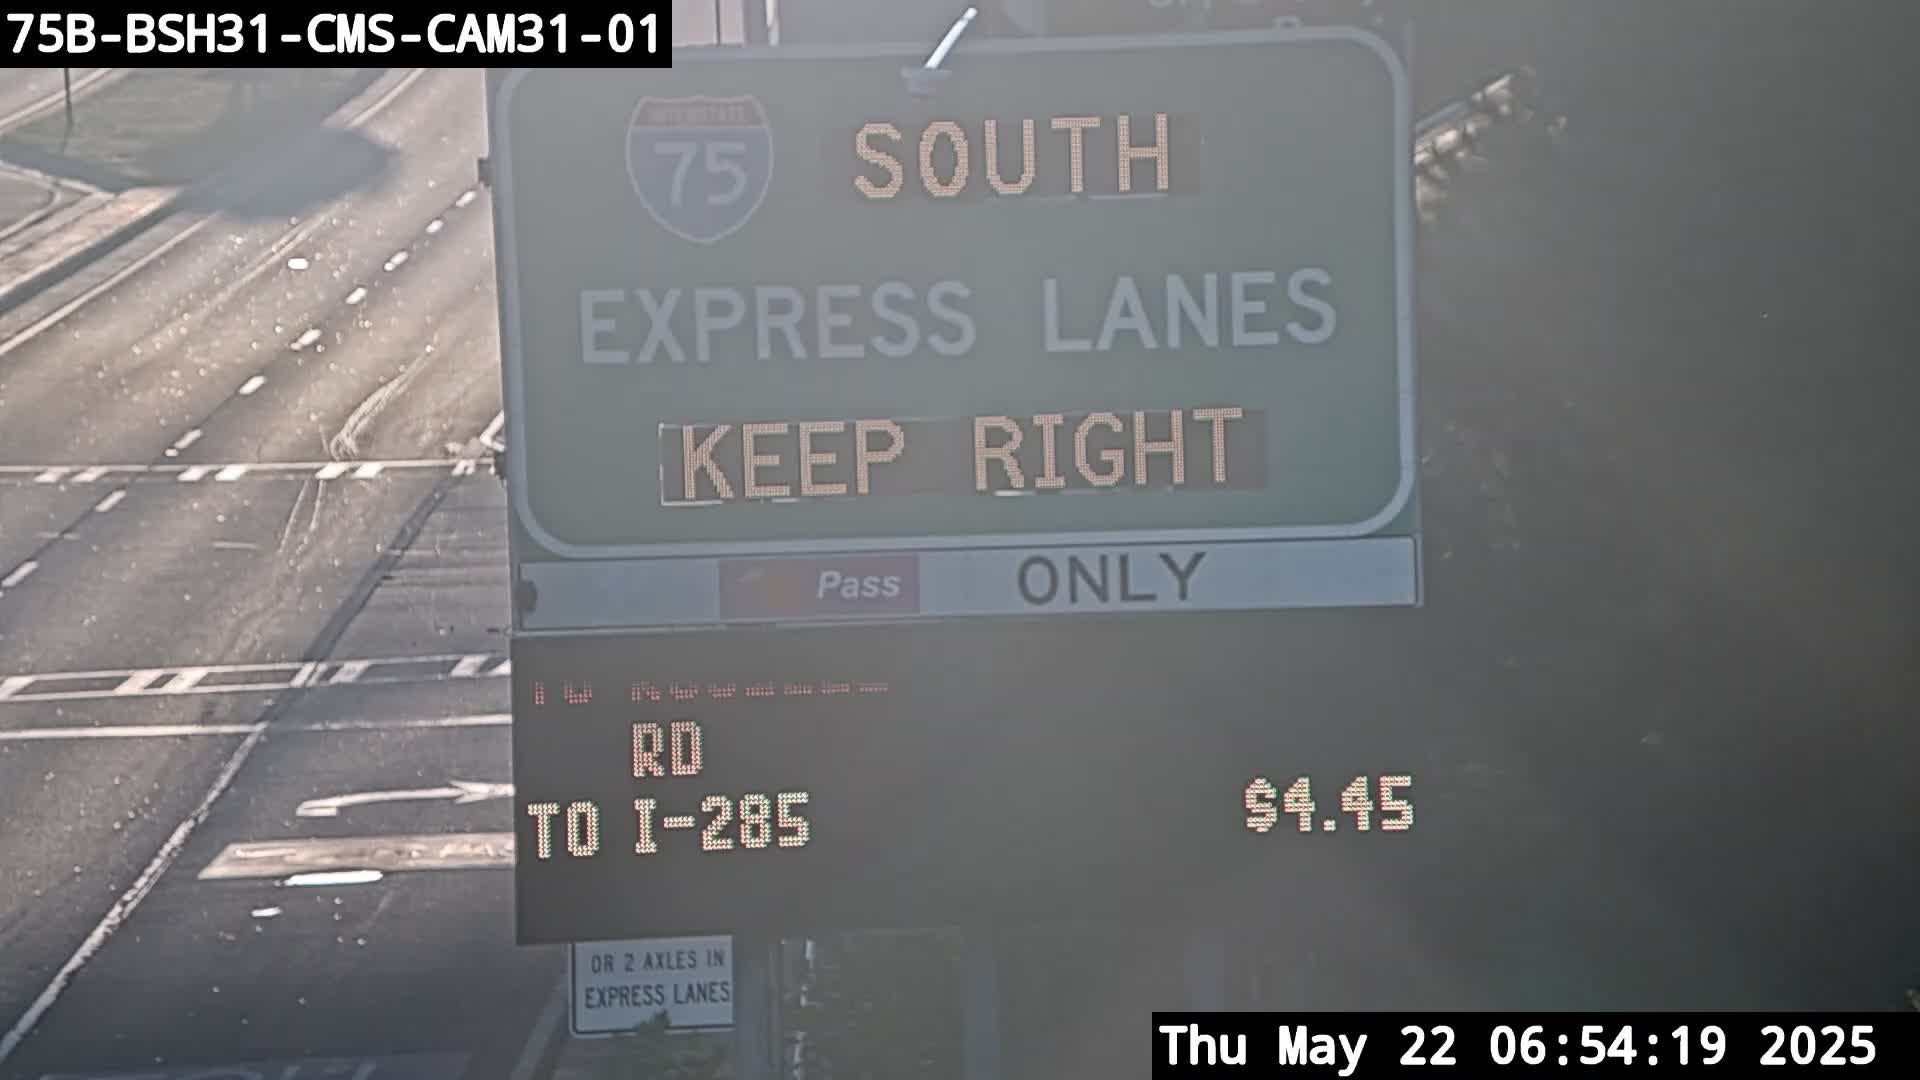 75B-BSH31-CMS-CAM31-01
INTERSTATE
75 SOUTH
EXPRESS LANES
KEEP RIGHT
Pass ONLY
RD
TO I-285 $4.45
OR 2 AXLES IN
EXPRESS LANES
Thu May 22 06:54:19 2025